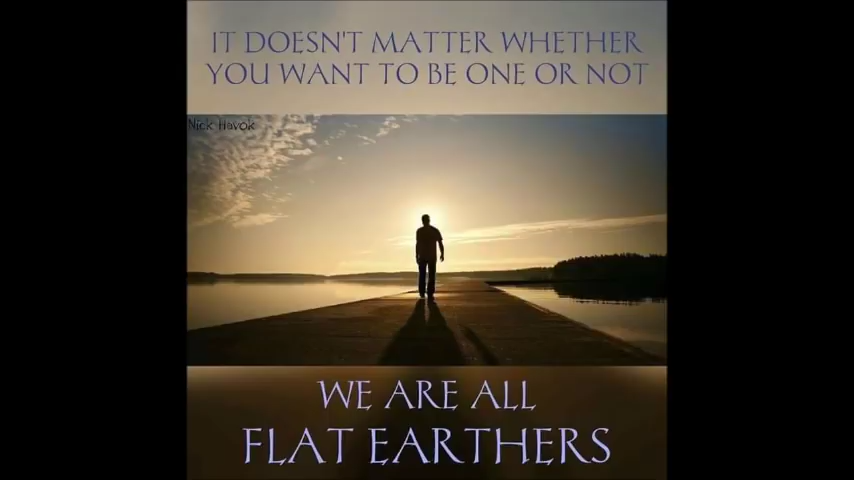 IT DOESN'T MATTER WHETHER
YOU WANT TO BE ONE OR NOT
Nick Havok
WE ARE ALL
FLAT EARTHERS